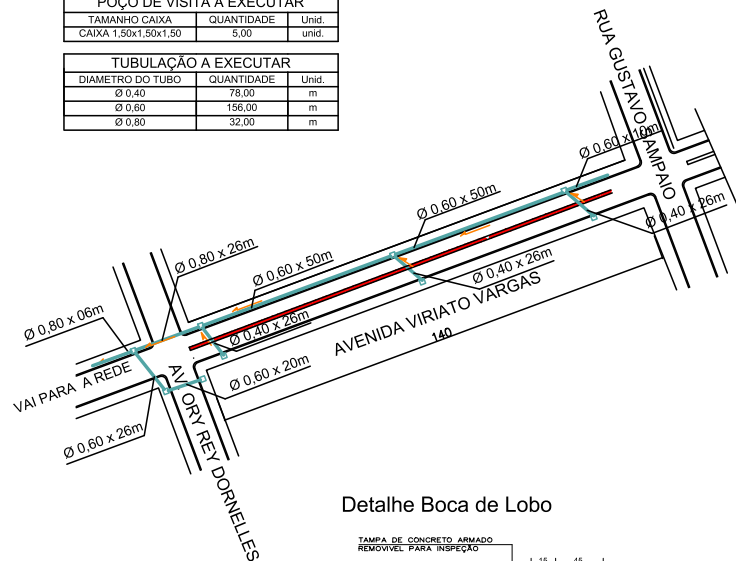 POÇO DE VISITA A EXECUTAR
TAMANHO CAIXA QUANTIDADE Unid.
CAIXA 1,50x1,50x1,50 5,00 unid.
TUBULAÇÃO A EXECUTAR
DIAMETRO DO TUBO QUANTIDADE Unid.
Ø 0,40 78,00 m
Ø 0,60 156,00 m
Ø 0,80 32,00 m
RUA GUSTAVO SAMPAIO
Ø 0,60 x 10m
Ø 0,60 x 50m
Ø 0,40 x 26m
Ø 0,80 x 26m
Ø 0,60 x 50m
Ø 0,40 x 26m
Ø 0,80 x 06m
Ø 0,40 x 26m
AVENIDA VIRIATO VARGAS
140
VAI PARA A REDE
Ø 0,60 x 20m
AV ORY REY DORNELLES
Ø 0,60 x 26m
Detalhe Boca de Lobo
TAMPA DE CONCRETO ARMADO
REMOVIVEL PARA INSPEÇÃO
15 45